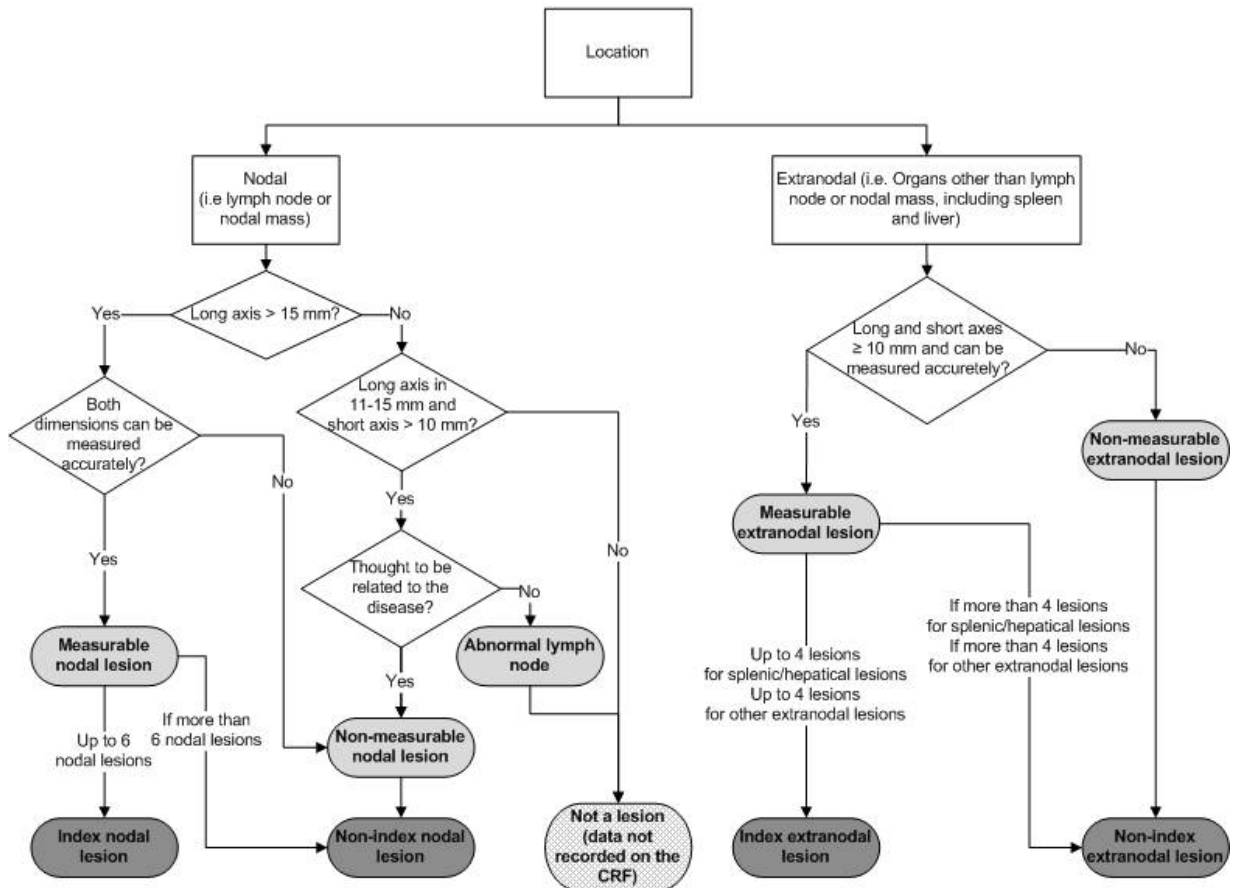 Location
Nodal
(i.e lymph node or
nodal mass)
Extranodal (i.e. Organs other than lymph
node or nodal mass, including spleen
and liver)
Yes
Long axis > 15 mm?
No
Long and short axes
≥ 10 mm and can be
measured accuretely?
No
Yes
Both
dimensions can be
measured
accurately?
No
Yes
Long axis in
11-15 mm and
short axis > 10 mm?
Yes
No
Non-measurable
extranodal lesion
Measurable
extranodal lesion
Thought to be
related to the
disease?
No
Yes
Abnormal lymph
node
Measurable
nodal lesion
Up to 6
nodal lesions
If more than
6 nodal lesions
Non-measurable
nodal lesion
Up to 4 lesions
for splenic/hepatical lesions
Up to 4 lesions
for other extranodal lesions
If more than 4 lesions
for splenic/hepatical lesions
If more than 4 lesions
for other extranodal lesions
Index nodal
lesion
Non-index nodal
lesion
Not a lesion
(data not
recorded on the
CRF)
Index extranodal
lesion
Non-index
extranodal lesion